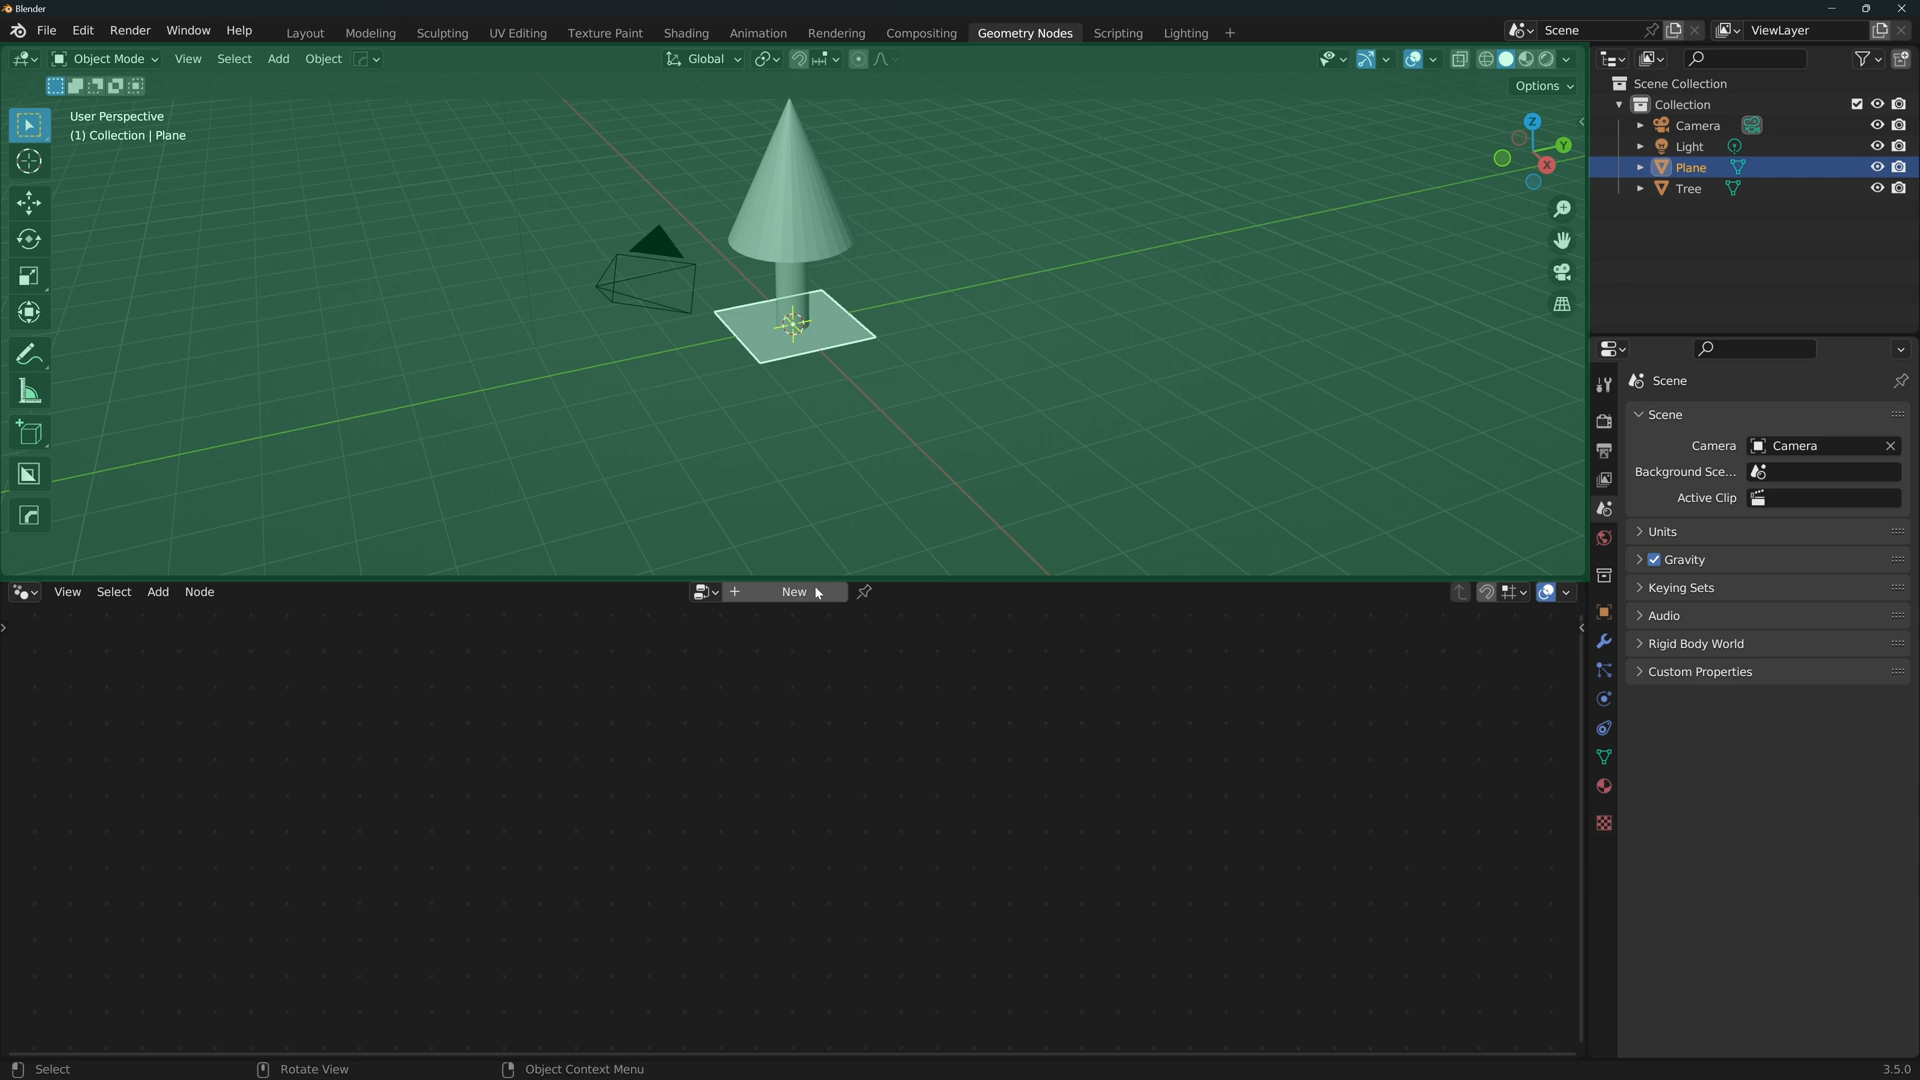 Blender
File Edit Render Window Help Layout Modeling Sculpting UV Editing Texture Paint Shading Animation Rendering Compositing Geometry Nodes Scripting Lighting + Scene ViewLayer
Object Mode View Select Add Object Global
Options
User Perspective
(1) Collection | Plane
Z
Y
X
Scene Collection
Collection
Camera
Light
Plane
Tree
Scene
Scene
Camera Camera
Background Sce...
Active Clip
Units
Gravity
Keying Sets
Audio
Rigid Body World
Custom Properties
View Select Add Node + New
Select Rotate View Object Context Menu 3.5.0